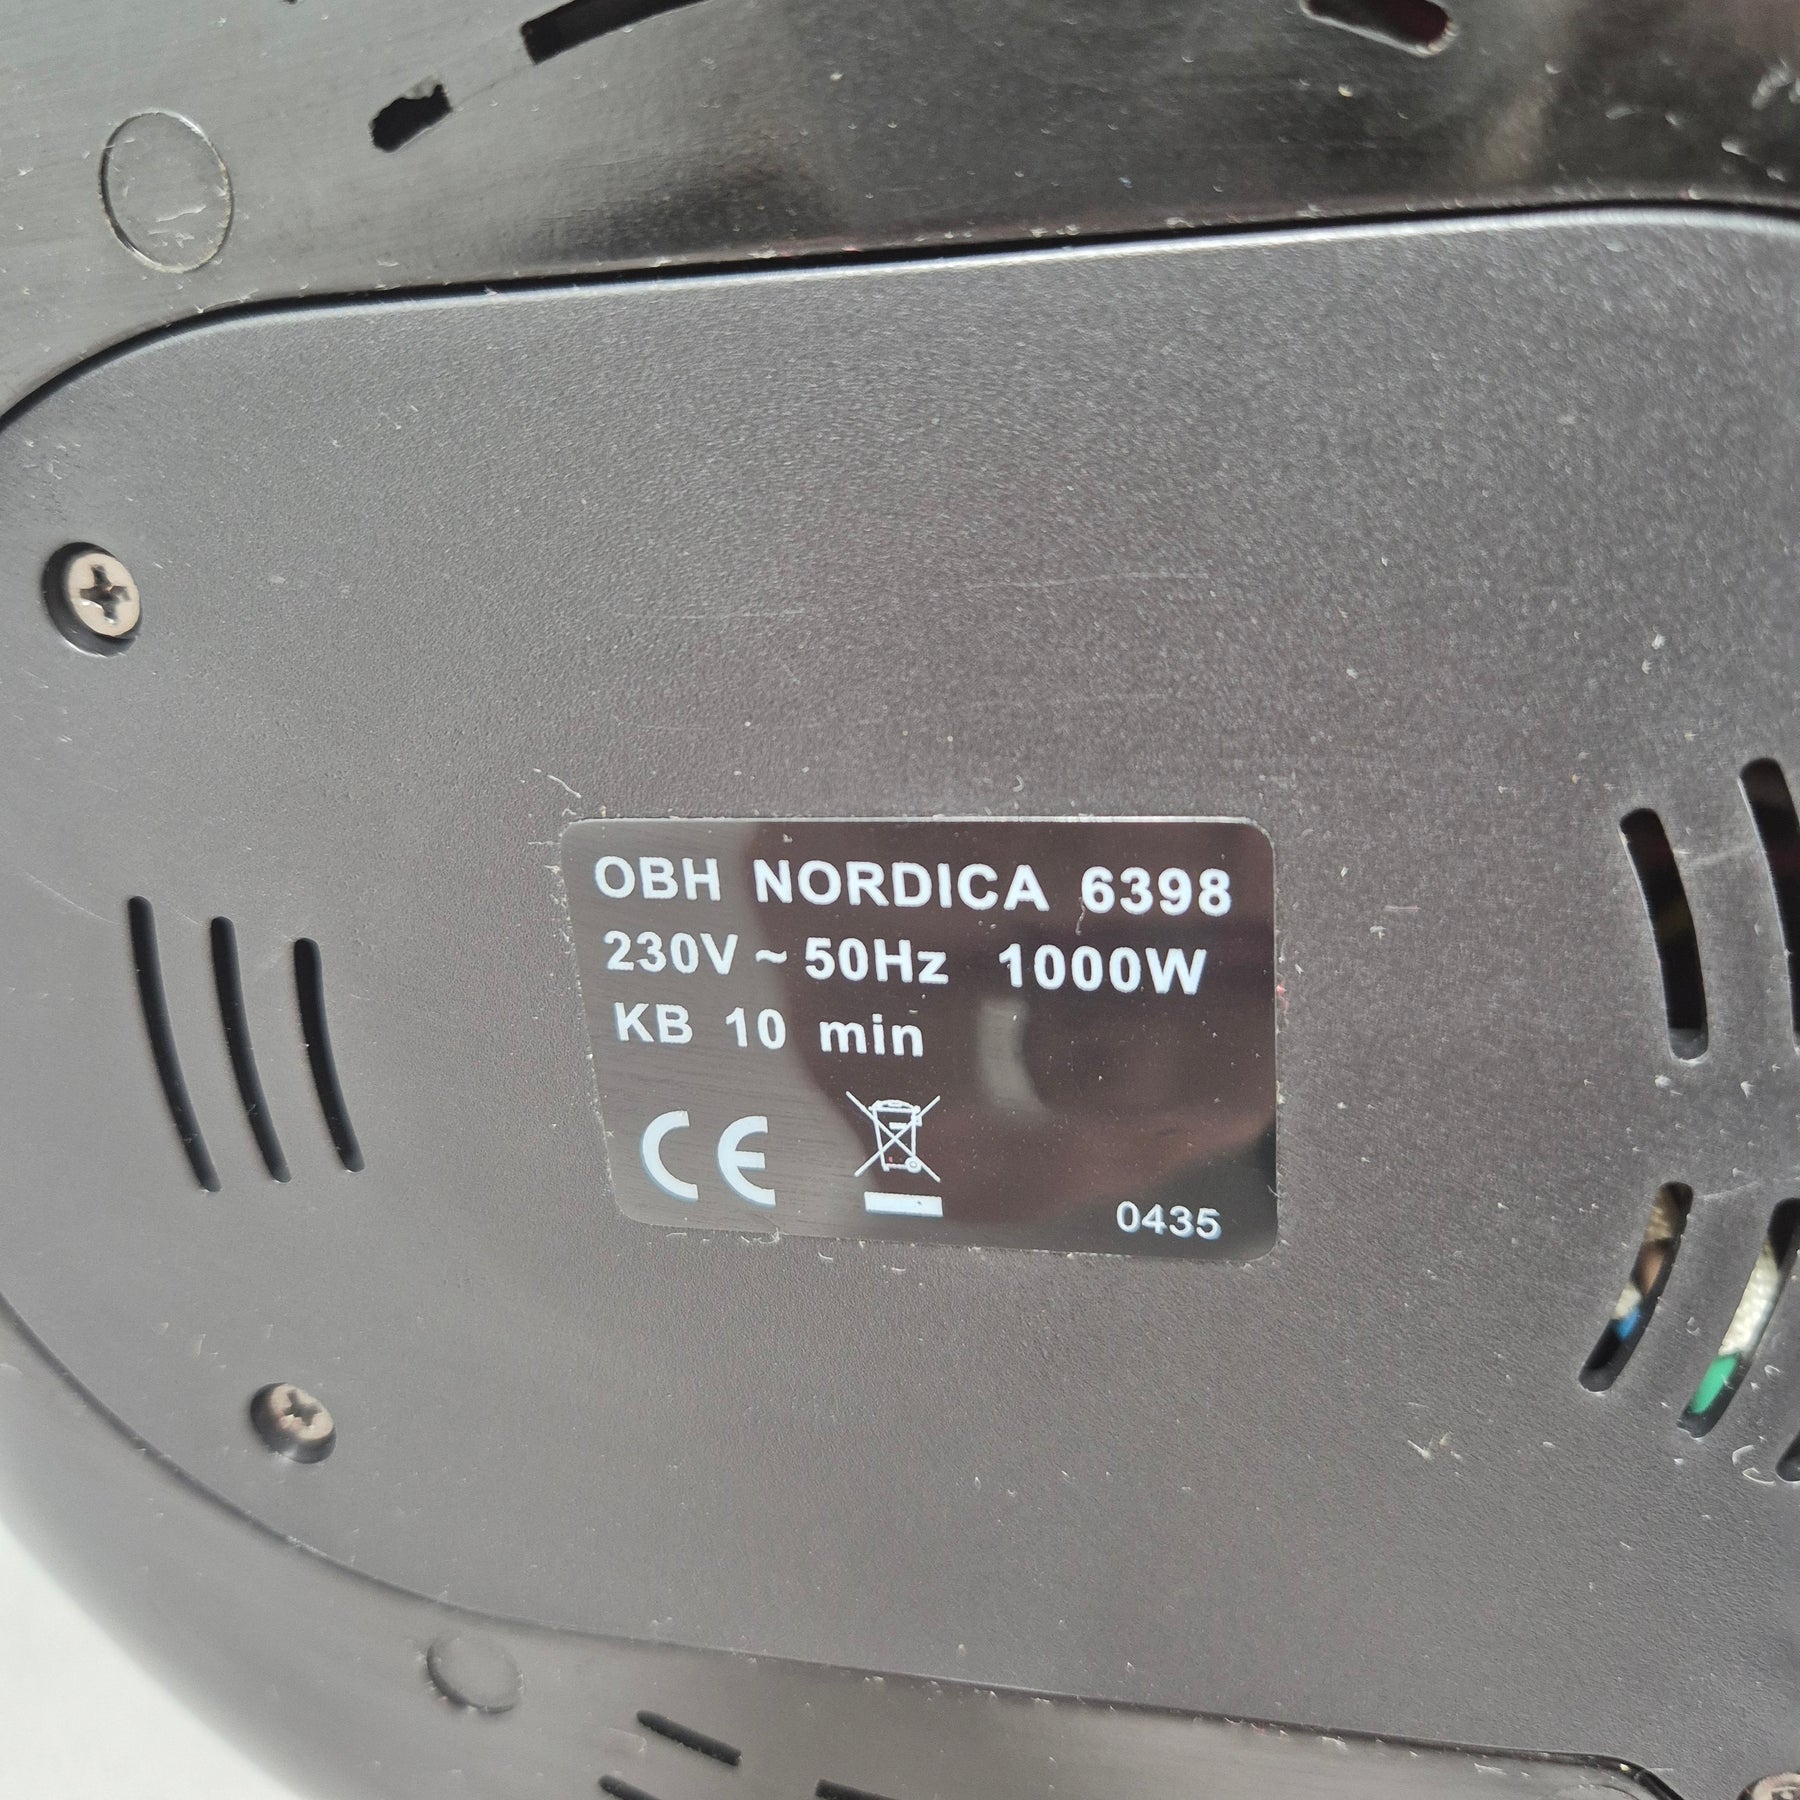 OBH NORDICA 6398
230V ~ 50Hz 1000W
KB 10 min
CE
0435